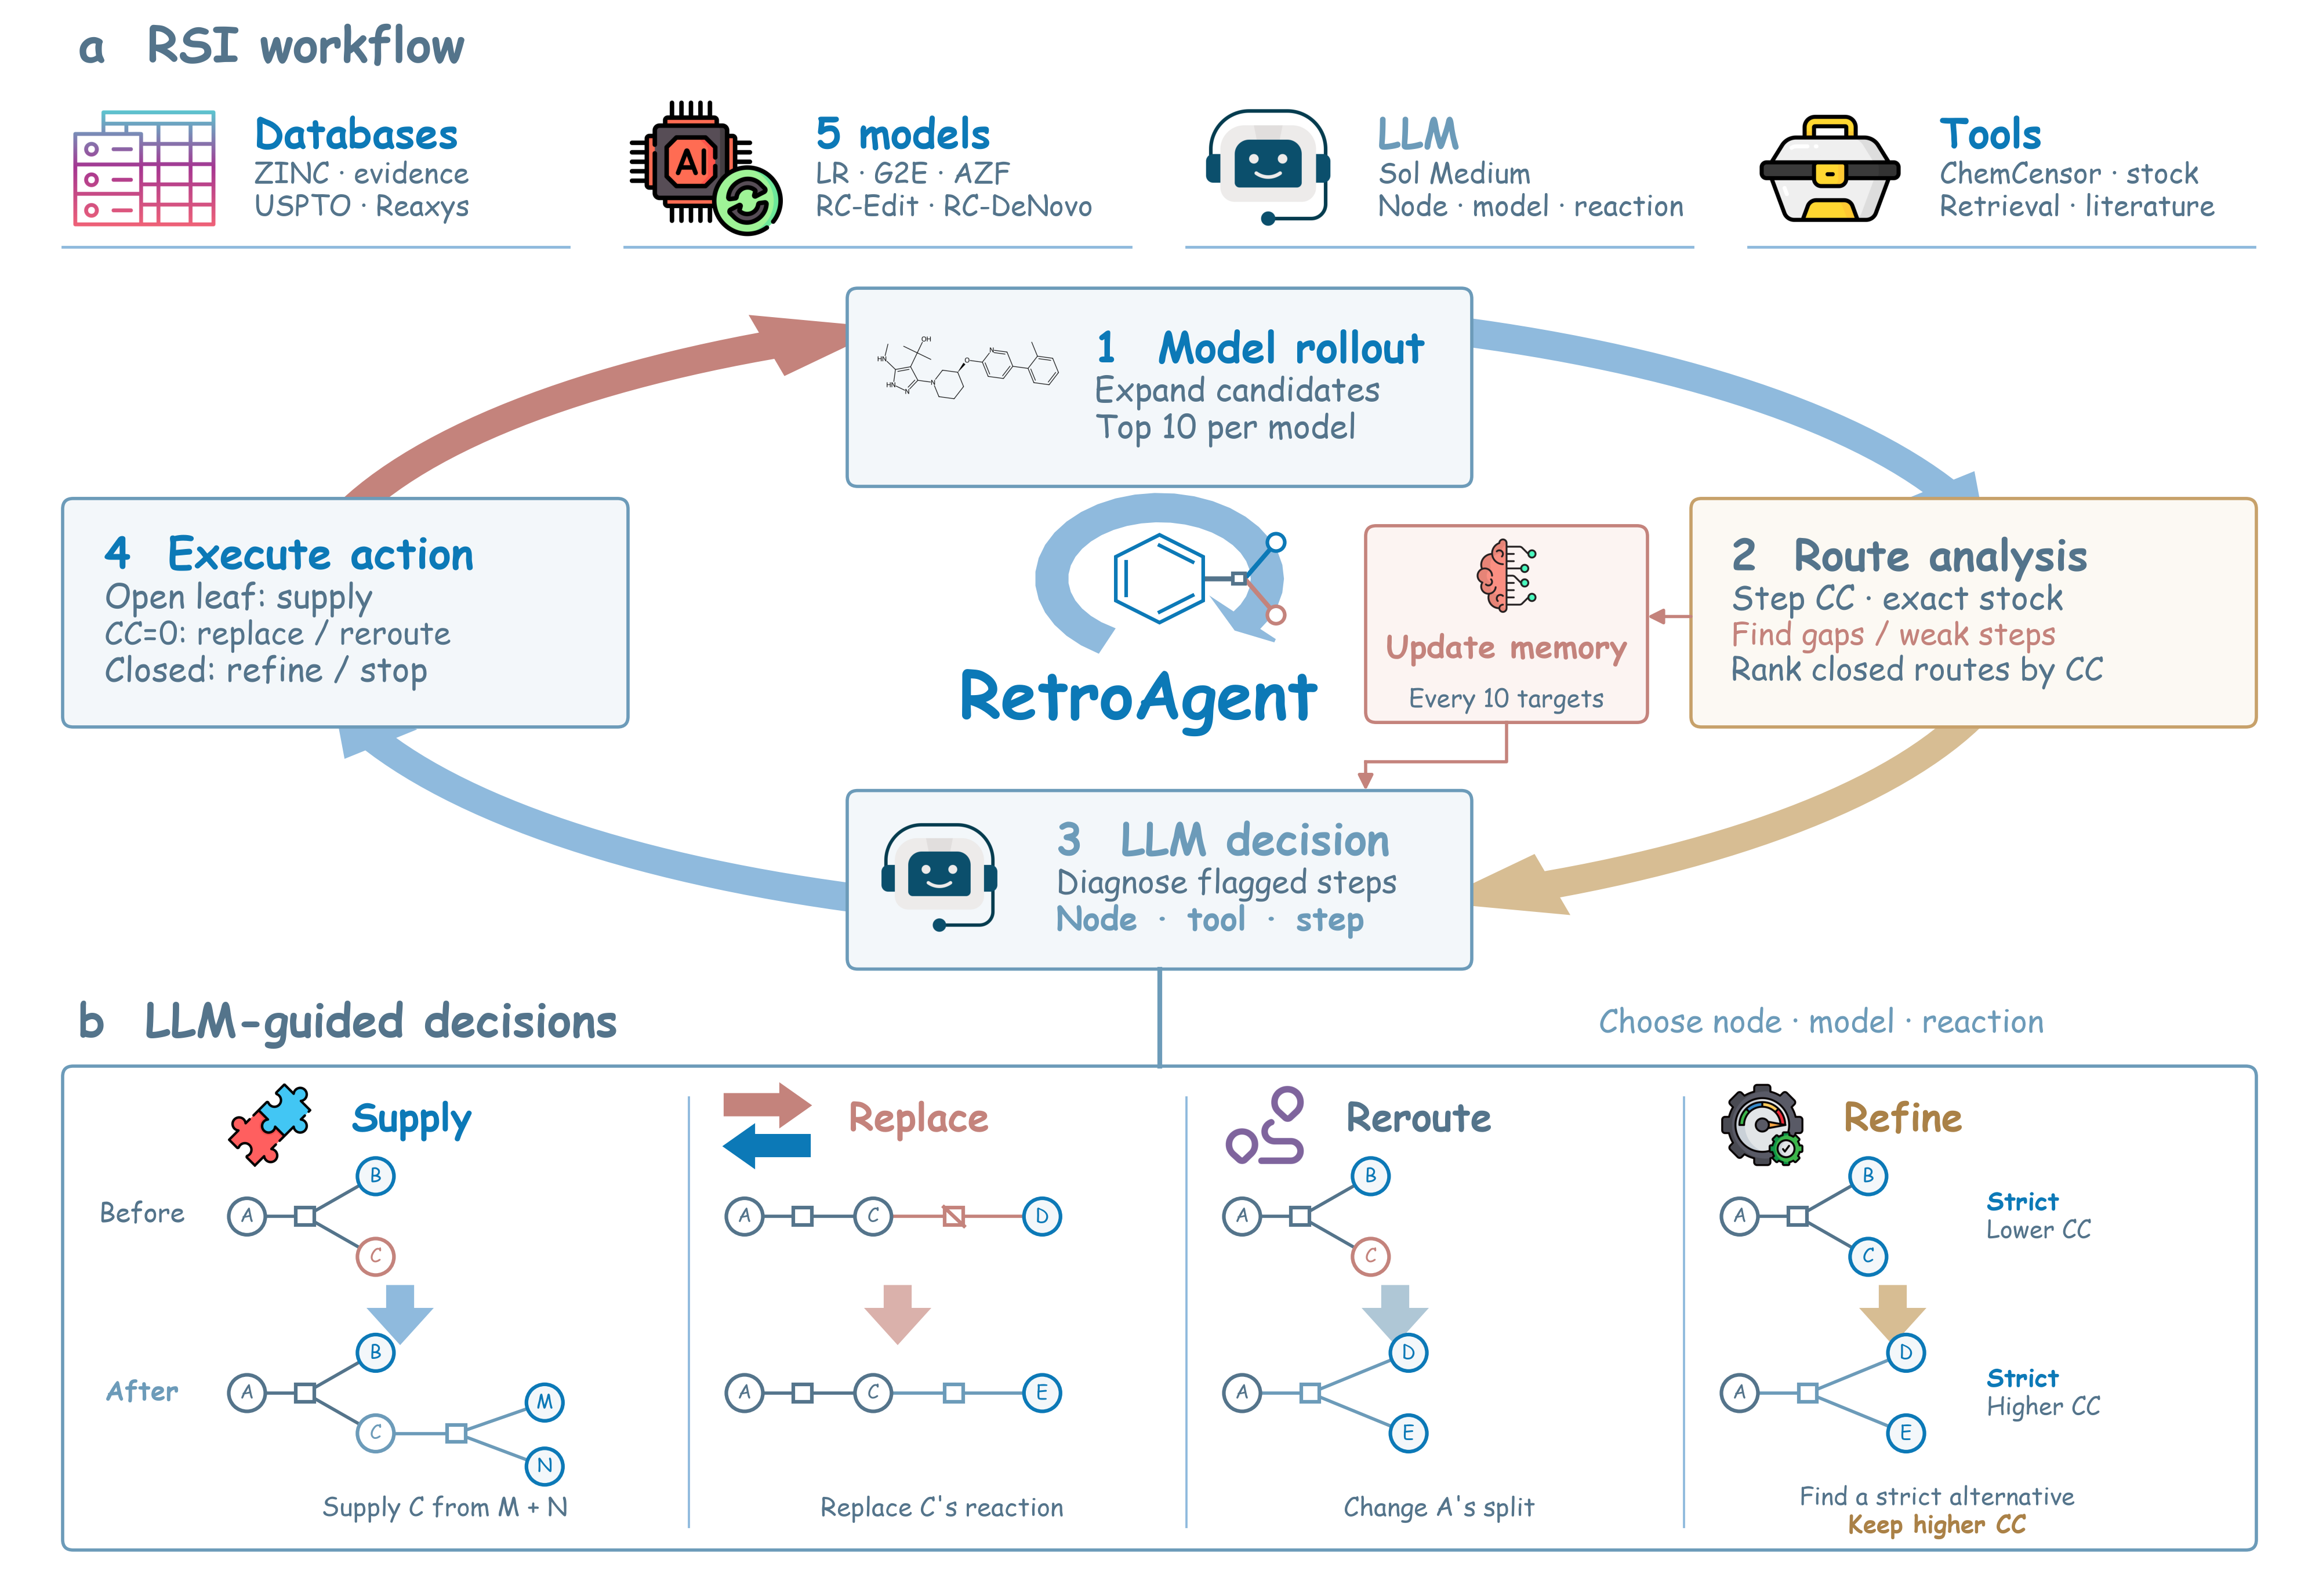 a RSI workflow
Databases
ZINC · evidence
USPTO · Reaxys
AI
5 models
LR · G2E · AZF
RC-Edit · RC-DeNovo
LLM
Sol Medium
Node · model · reaction
Tools
ChemCensor · stock
Retrieval · literature
OH
HN
HN
N
N
O
N
1 Model rollout
Expand candidates
Top 10 per model
4 Execute action
Open leaf: supply
CC=0: replace / reroute
Closed: refine / stop
RetroAgent
Update memory
Every 10 targets
2 Route analysis
Step CC · exact stock
Find gaps / weak steps
Rank closed routes by CC
3 LLM decision
Diagnose flagged steps
Node · tool · step
b LLM-guided decisions
Choose node · model · reaction
Supply
Before
A
B
C
After
A
B
C
M
N
Supply C from M + N
Replace
A
C
D
A
C
E
Replace C's reaction
Reroute
A
B
C
A
D
E
Change A's split
Refine
A
B
C
Strict
Lower CC
A
D
E
Strict
Higher CC
Find a strict alternative
Keep higher CC